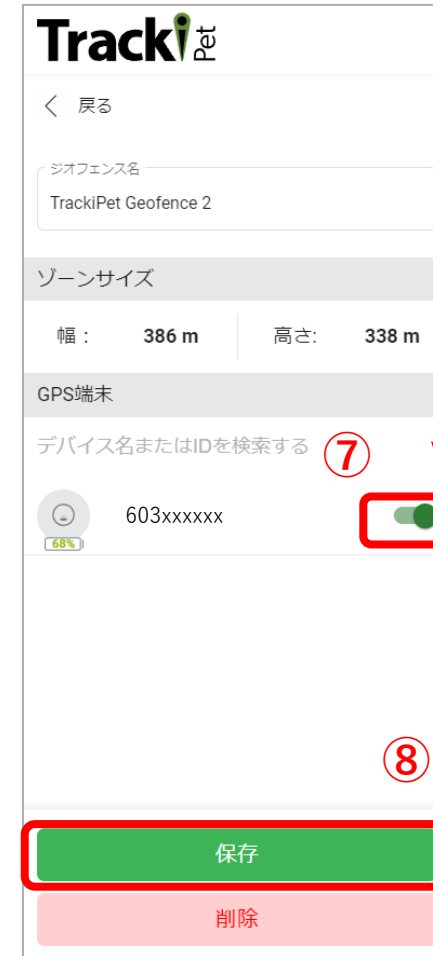 Tracki Pet
戻る
ジオフェンス名
TrackiPet Geofence 2
ゾーンサイズ
幅： 386 m 高さ: 338 m
GPS端末
デバイス名またはIDを検索する ⑦
603xxxxxx
68%
⑧
保存
削除